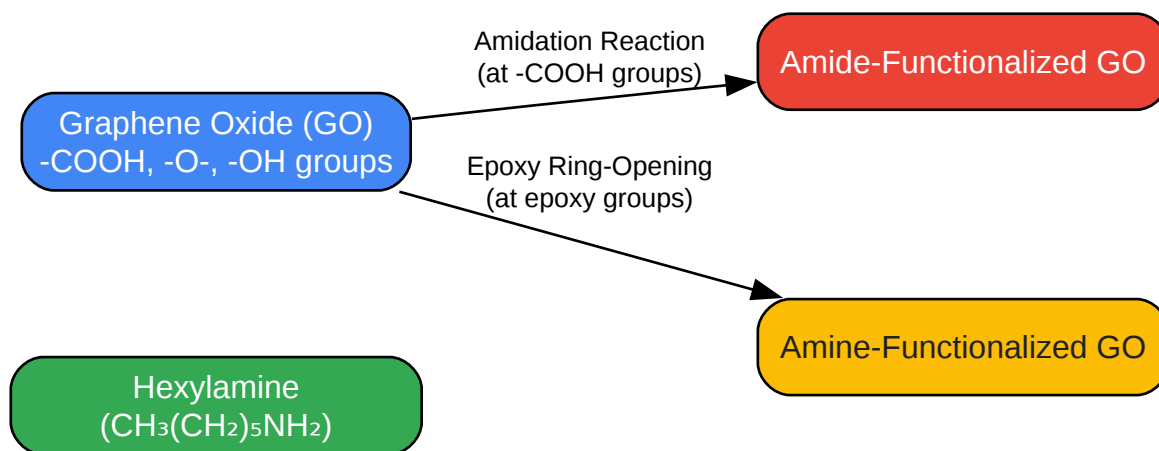 Amidation Reaction
(at -COOH groups)
Amide-Functionalized GO
Graphene Oxide (GO)
-COOH, -O-, -OH groups
Epoxy Ring-Opening
(at epoxy groups)
Amine-Functionalized GO
Hexylamine
(CH₃(CH₂)₅NH₂)